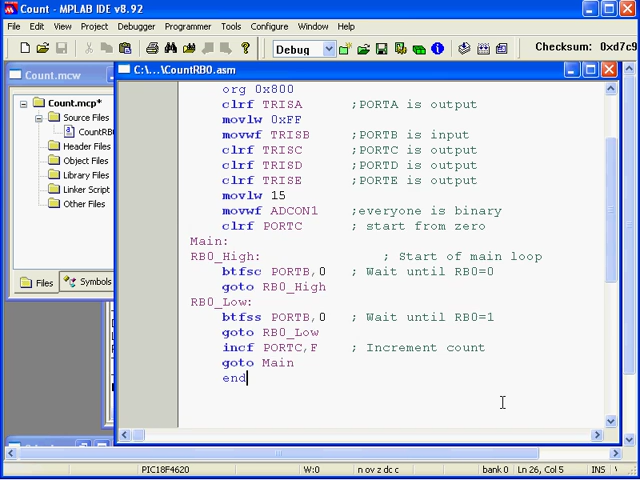 Count - MPLAB IDE v8.92
File Edit View Project Debugger Programmer Tools Configure Window Help
Debug
Checksum: 0xd7c9
Count.mcw
C:\...\CountRB0.asm
Count.mcp*
Source Files
CountRB
Header Files
Object Files
Library Files
Linker Script
Other Files
Files
Symbols
org 0x800
clrf TRISA ;PORTA is output
movlw 0xFF
movwf TRISB ;PORTB is input
clrf TRISC ;PORTC is output
clrf TRISD ;PORTD is output
clrf TRISE ;PORTE is output
movlw 15
movwf ADCON1 ;everyone is binary
clrf PORTC ; start from zero
Main:
RB0_High: ; Start of main loop
btfsc PORTB,0 ; Wait until RB0=0
goto RB0_High
RB0_Low:
btfss PORTB,0 ; Wait until RB0=1
goto RB0_Low
incf PORTC,F ; Increment count
goto Main
end
PIC18F4620 W:0 n ov z dc c bank 0 Ln 26, Col 5 INS